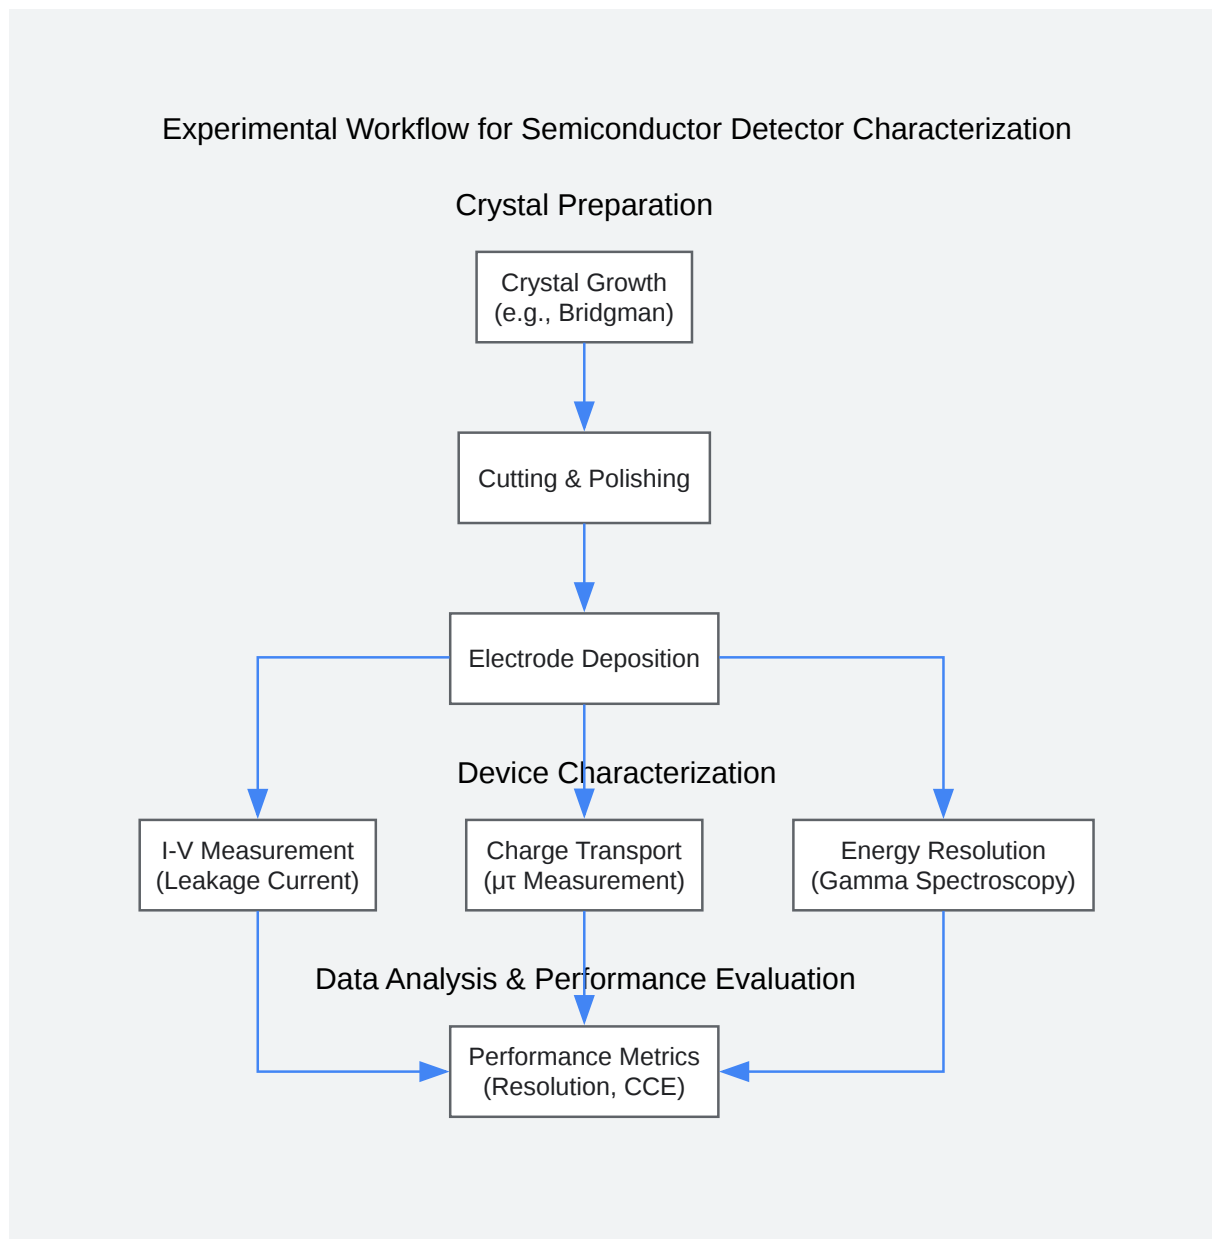 Experimental Workflow for Semiconductor Detector Characterization
Crystal Preparation
Crystal Growth
(e.g., Bridgman)
Cutting & Polishing
Electrode Deposition
Device Characterization
I-V Measurement
(Leakage Current)
Charge Transport
(μτ Measurement)
Energy Resolution
(Gamma Spectroscopy)
Data Analysis & Performance Evaluation
Performance Metrics
(Resolution, CCE)